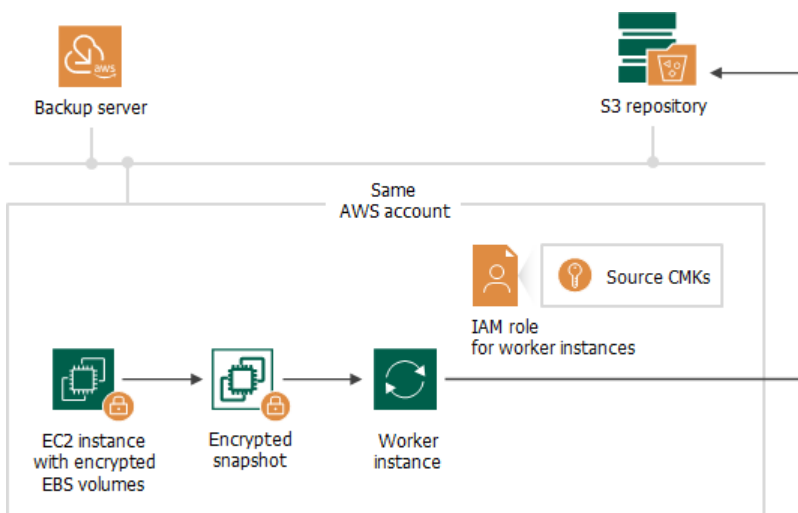 aws
Backup server
S3 repository
Same
AWS account
Source CMKs
IAM role
for worker instances
EC2 instance
with encrypted
EBS volumes
Encrypted
snapshot
Worker
instance